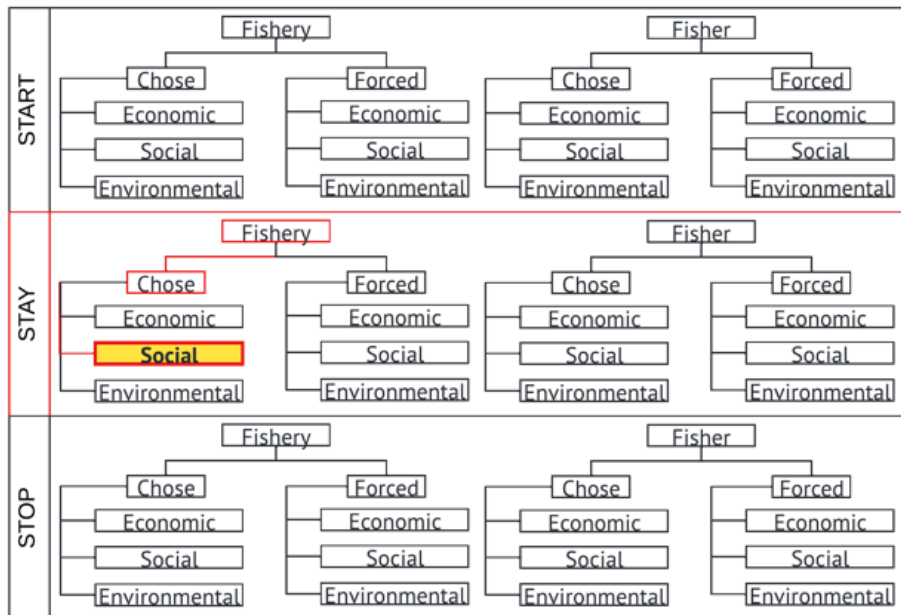 START
Fishery Fisher
Chose Forced Chose Forced
Economic Economic Economic Economic
Social Social Social Social
Environmental Environmental Environmental Environmental
STAY
Fishery Fisher
Chose Forced Chose Forced
Economic Economic Economic Economic
Social Social Social Social
Environmental Environmental Environmental Environmental
STOP
Fishery Fisher
Chose Forced Chose Forced
Economic Economic Economic Economic
Social Social Social Social
Environmental Environmental Environmental Environmental